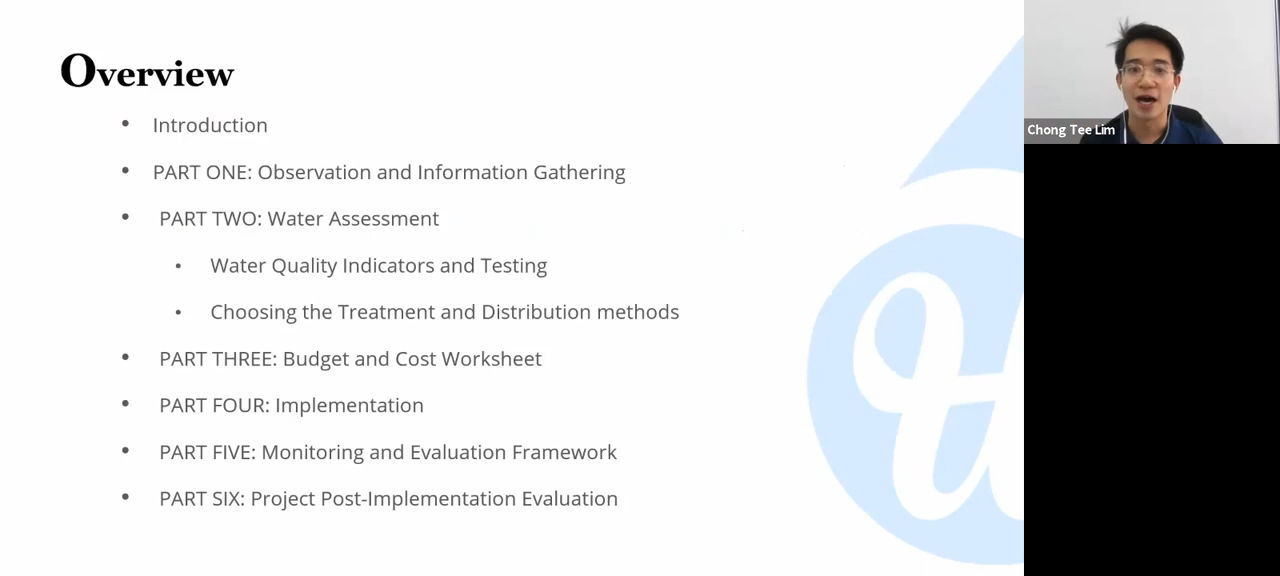 Overview
• Introduction
• PART ONE: Observation and Information Gathering
• PART TWO: Water Assessment
• Water Quality Indicators and Testing
• Choosing the Treatment and Distribution methods
• PART THREE: Budget and Cost Worksheet
• PART FOUR: Implementation
• PART FIVE: Monitoring and Evaluation Framework
• PART SIX: Project Post-Implementation Evaluation
Chong Tee Lim